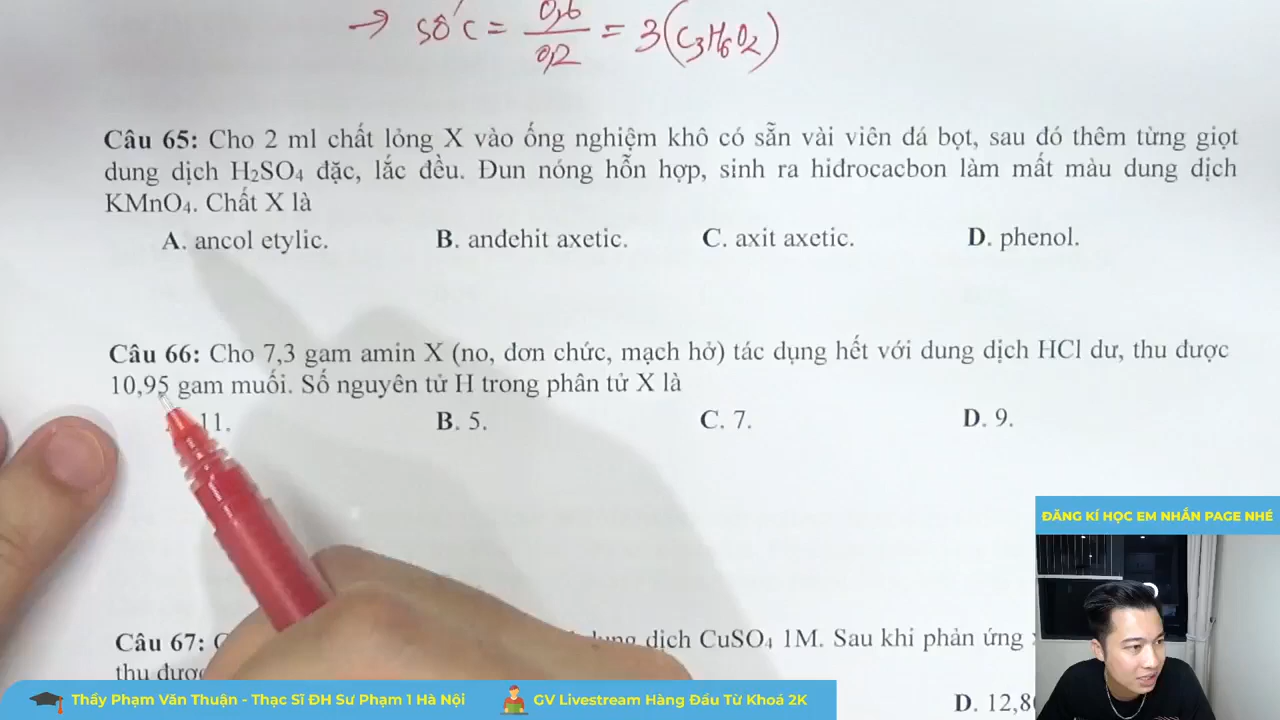 → số C = 0,6 / 0,2 = 3 (C₃H₆O₂)
Câu 65: Cho 2 ml chất lỏng X vào ống nghiệm khô có sẵn vài viên đá bọt, sau đó thêm từng giọt
dung dịch H₂SO₄ đặc, lắc đều. Đun nóng hỗn hợp, sinh ra hiđrocacbon làm mất màu dung dịch
KMnO₄. Chất X là
A. ancol etylic. B. anđehit axetic. C. axit axetic. D. phenol.
Câu 66: Cho 7,3 gam amin X (no, đơn chức, mạch hở) tác dụng hết với dung dịch HCl dư, thu được
10,95 gam muối. Số nguyên tử H trong phân tử X là
11. B. 5. C. 7. D. 9.
ĐĂNG KÍ HỌC EM NHẮN PAGE NHÉ
Câu 67: dịch CuSO₄ 1M. Sau khi phản ứng
thu được
D. 12,8
Thầy Phạm Văn Thuận - Thạc Sĩ ĐH Sư Phạm 1 Hà Nội
GV Livestream Hàng Đầu Từ Khoá 2K